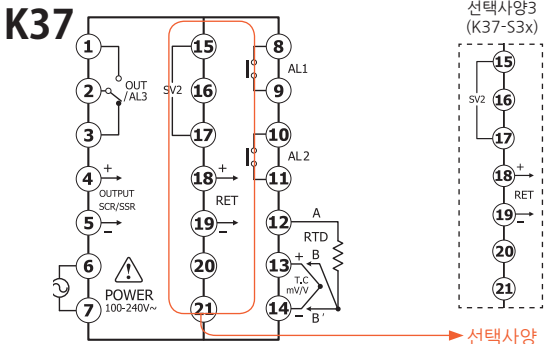 K37
선택사양3
(K37-S3x)
1
2
3
OUT
/AL3
4
+
OUTPUT
SCR/SSR
5
−
6
7
POWER
100-240V~
15
SV2
16
17
18
+
RET
19
−
20
21
8
AL1
9
10
AL2
11
12
A
RTD
13
+
B
T.C
mV/V
14
−
B'
15
SV2
16
17
18
+
RET
19
−
20
21
선택사양